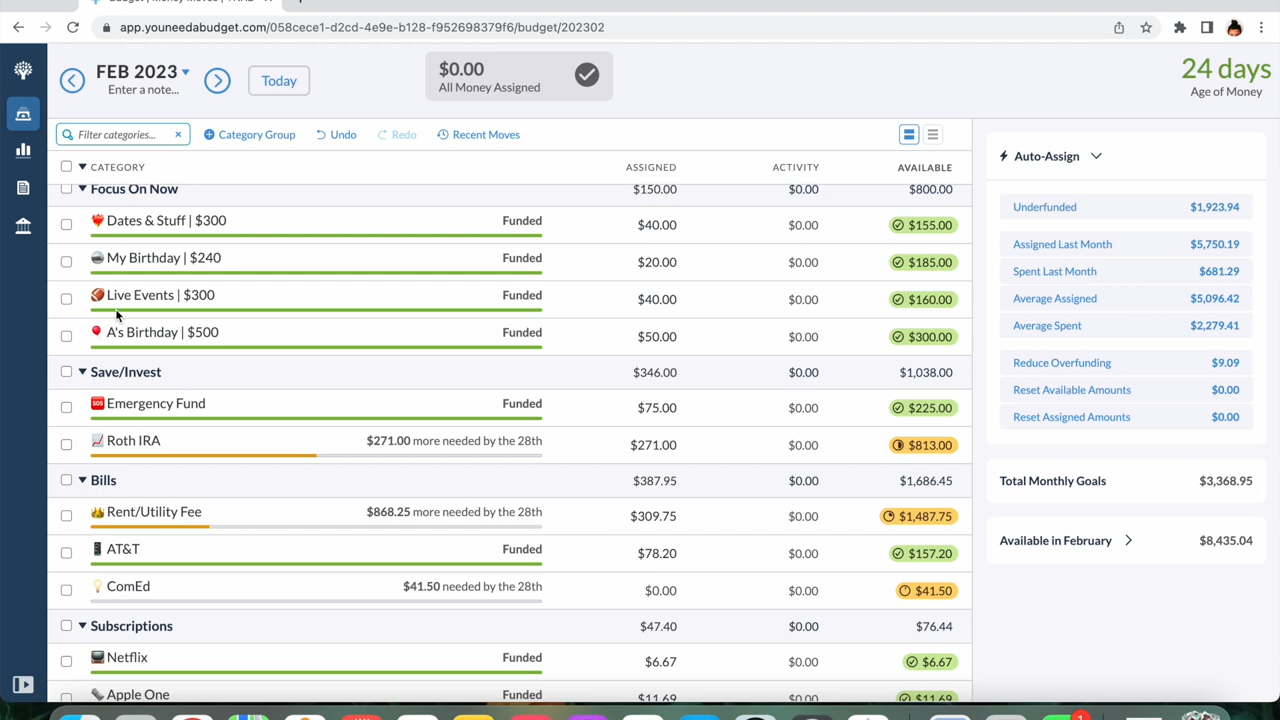 app.youneedabudget.com/058cece1-d2cd-4e9e-b128-f952698379f6/budget/202302
FEB 2023
Enter a note...
Today
$0.00
All Money Assigned
24 days
Age of Money
Filter categories...
Category Group
Undo
Redo
Recent Moves
CATEGORY ASSIGNED ACTIVITY AVAILABLE
Focus On Now $150.00 $0.00 $800.00
Dates & Stuff | $300 Funded $40.00 $0.00 $155.00
My Birthday | $240 Funded $20.00 $0.00 $185.00
Live Events | $300 Funded $40.00 $0.00 $160.00
A's Birthday | $500 Funded $50.00 $0.00 $300.00
Save/Invest $346.00 $0.00 $1,038.00
SOS Emergency Fund Funded $75.00 $0.00 $225.00
Roth IRA $271.00 more needed by the 28th $271.00 $0.00 $813.00
Bills $387.95 $0.00 $1,686.45
Rent/Utility Fee $868.25 more needed by the 28th $309.75 $0.00 $1,487.75
AT&T Funded $78.20 $0.00 $157.20
ComEd $41.50 needed by the 28th $0.00 $0.00 $41.50
Subscriptions $47.40 $0.00 $76.44
Netflix Funded $6.67 $0.00 $6.67
Apple One Funded $11.69 $0.00 $11.69
Auto-Assign
Underfunded $1,923.94
Assigned Last Month $5,750.19
Spent Last Month $681.29
Average Assigned $5,096.42
Average Spent $2,279.41
Reduce Overfunding $9.09
Reset Available Amounts $0.00
Reset Assigned Amounts $0.00
Total Monthly Goals $3,368.95
Available in February $8,435.04
1